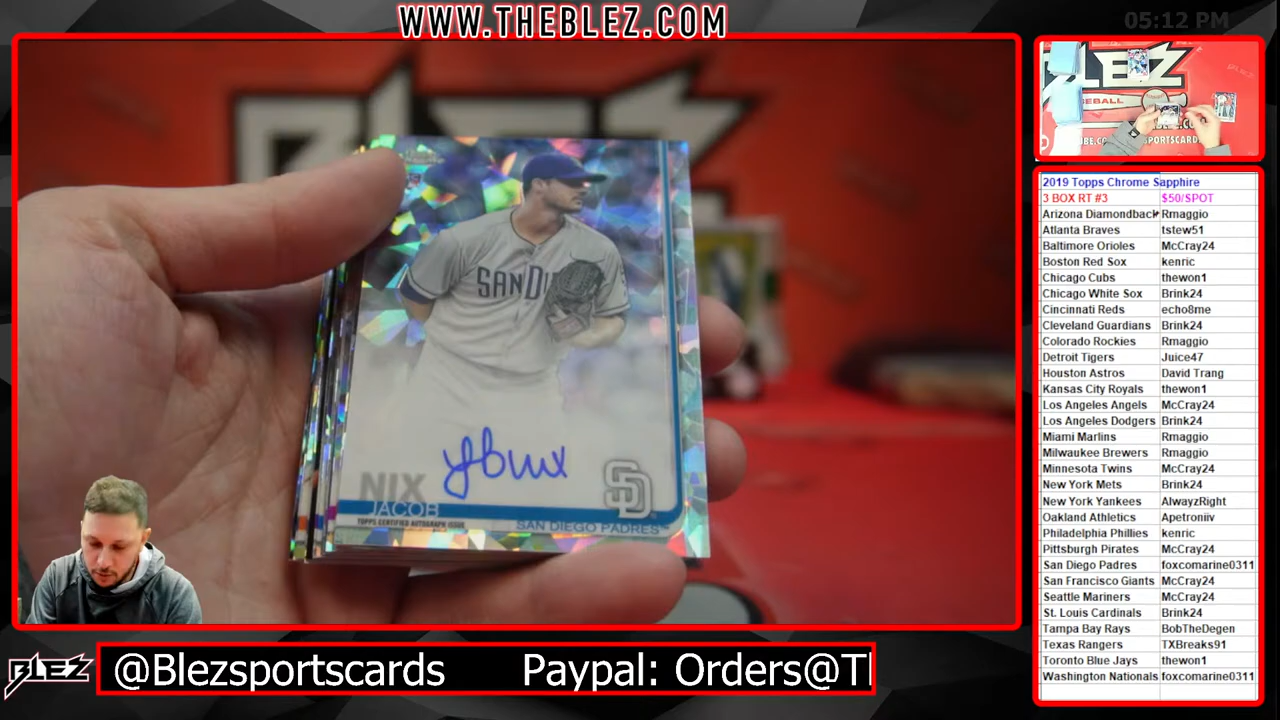 WWW.THEBLEZ.COM
05:12 PM
BLEZ
SAN DI
NIX
JACOB
TOPPS CERTIFIED AUTOGRAPH ISSUE
SD
SAN DIEGO PADRES
BLEZ
@Blezsportscards Paypal: Orders@T
BLEZ
BASEBALL
2019 Topps Chrome Sapphire
3 BOX RT #3 $50/SPOT
Arizona Diamondback Rmaggio
Atlanta Braves tstew51
Baltimore Orioles McCray24
Boston Red Sox kenric
Chicago Cubs thewon1
Chicago White Sox Brink24
Cincinnati Reds echo8me
Cleveland Guardians Brink24
Colorado Rockies Rmaggio
Detroit Tigers Juice47
Houston Astros David Trang
Kansas City Royals thewon1
Los Angeles Angels McCray24
Los Angeles Dodgers Brink24
Miami Marlins Rmaggio
Milwaukee Brewers Rmaggio
Minnesota Twins McCray24
New York Mets Brink24
New York Yankees AlwayzRight
Oakland Athletics Apetroniiv
Philadelphia Phillies kenric
Pittsburgh Pirates McCray24
San Diego Padres foxcomarine0311
San Francisco Giants McCray24
Seattle Mariners McCray24
St. Louis Cardinals Brink24
Tampa Bay Rays BobTheDegen
Texas Rangers TXBreaks91
Toronto Blue Jays thewon1
Washington Nationals foxcomarine0311